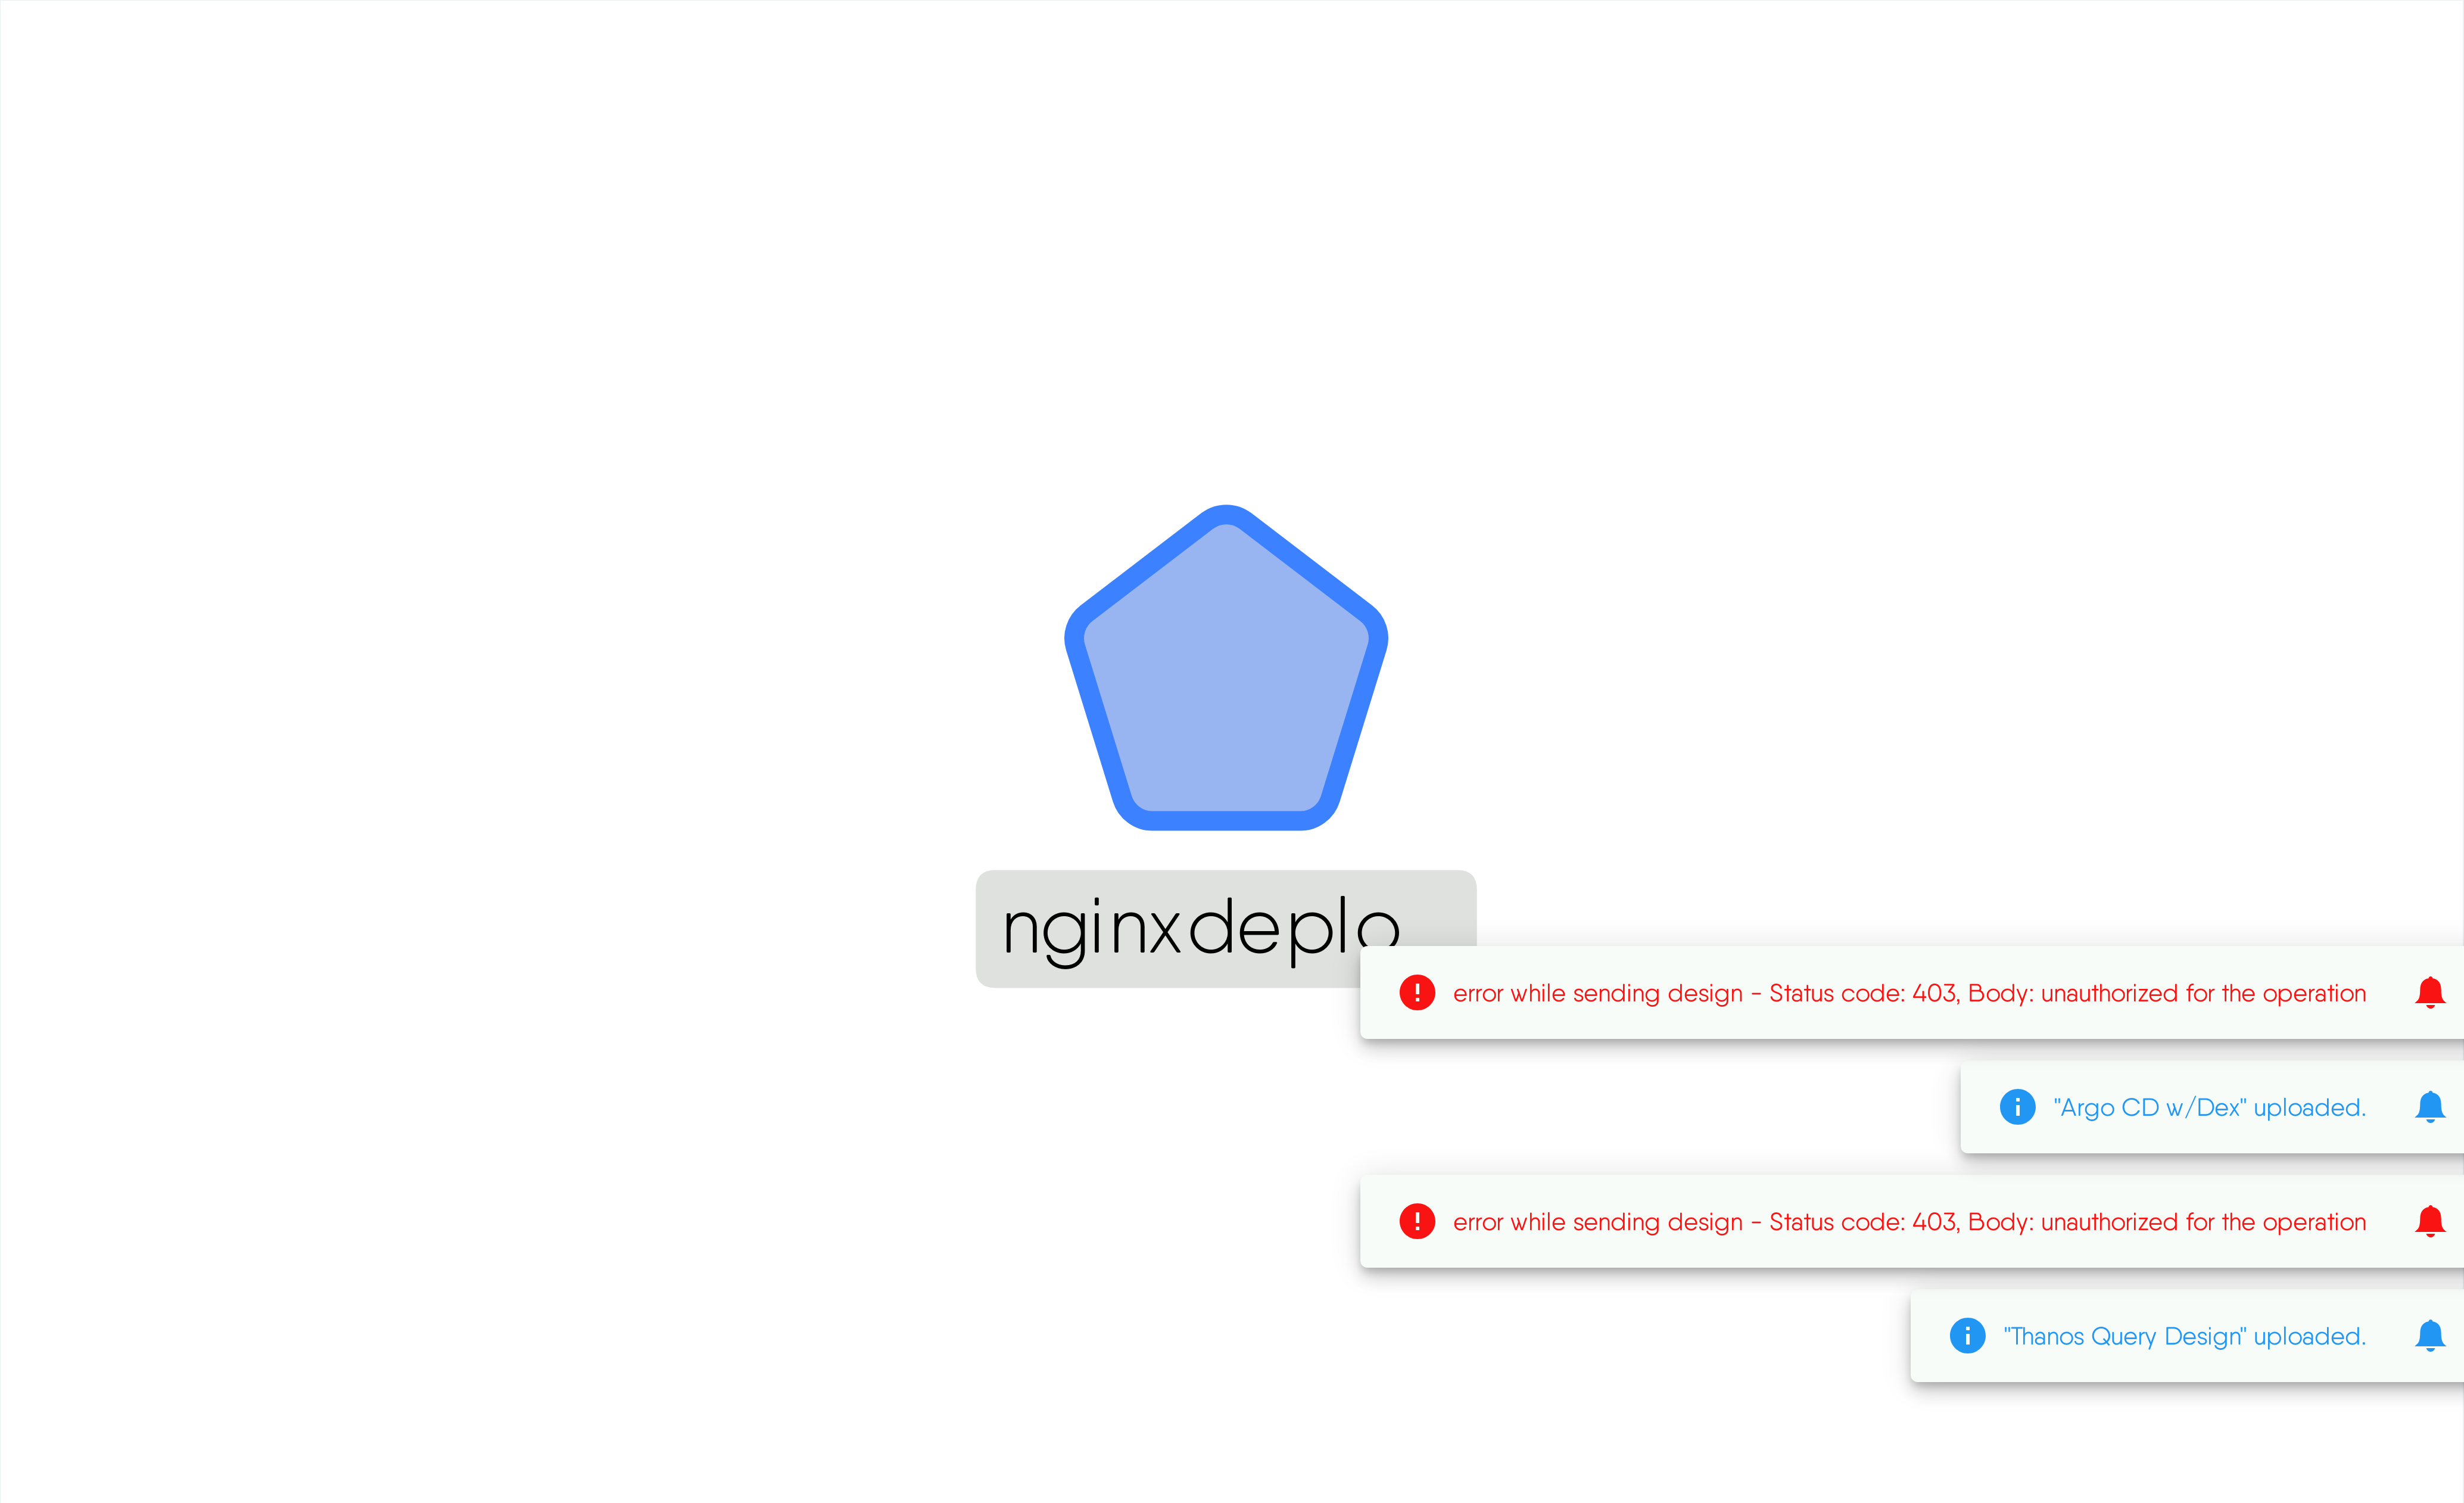 nginxdeplo
error while sending design - Status code: 403, Body: unauthorized for the operation
"Argo CD w/Dex" uploaded.
error while sending design - Status code: 403, Body: unauthorized for the operation
"Thanos Query Design" uploaded.